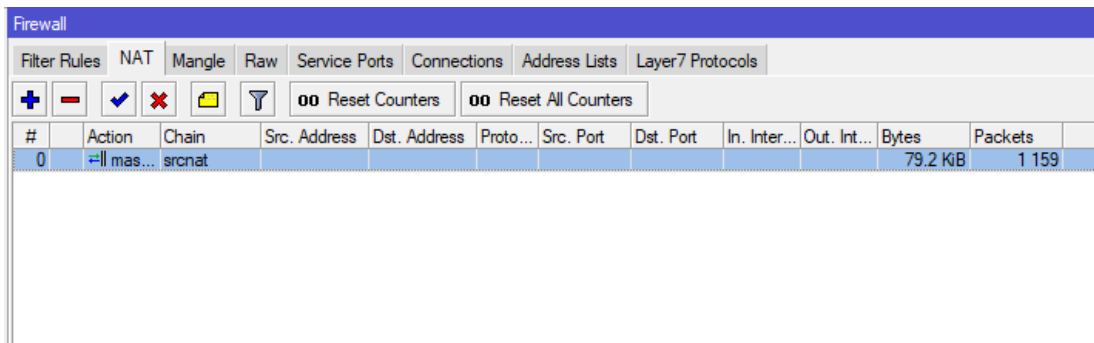 Firewall
Filter Rules NAT Mangle Raw Service Ports Connections Address Lists Layer7 Protocols
00 Reset Counters 00 Reset All Counters
# Action Chain Src. Address Dst. Address Proto... Src. Port Dst. Port In. Inter... Out. Int... Bytes Packets
0 mas... srcnat 79.2 KiB 1 159